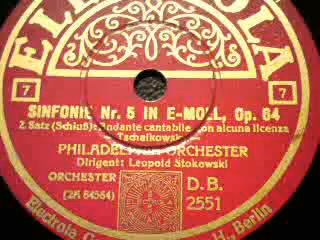 ELECTROLA
7 7
SINFONIE Nr. 5 IN E-MOLL, Op. 64
2. Satz (Schluß): Andante cantabile con alcuna licenza
Tschaikowski
PHILADELPHIA ORCHESTER
Dirigent: Leopold Stokowski
ORCHESTER
D.B.
(2R 84564)
2551
Electrola H., Berlin